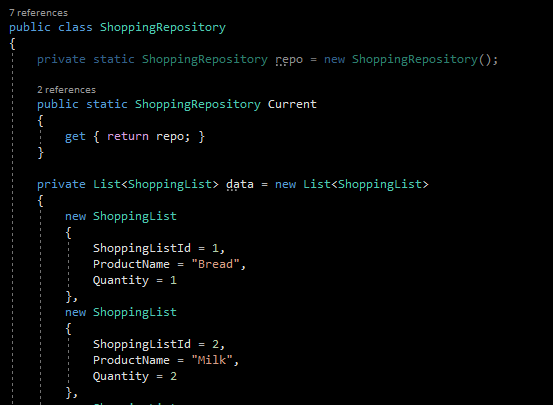 7 references
public class ShoppingRepository
{
private static ShoppingRepository repo = new ShoppingRepository();
2 references
public static ShoppingRepository Current
{
get { return repo; }
}
private List<ShoppingList> data = new List<ShoppingList>
{
new ShoppingList
{
ShoppingListId = 1,
ProductName = "Bread",
Quantity = 1
},
new ShoppingList
{
ShoppingListId = 2,
ProductName = "Milk",
Quantity = 2
},